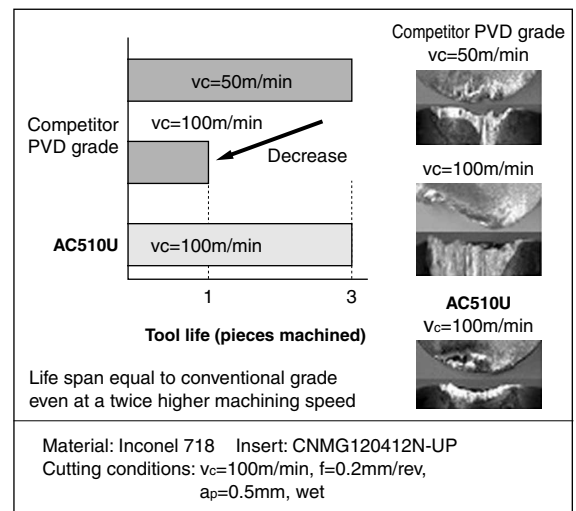 Competitor PVD grade
vc=50m/min
vc=50m/min
vc=100m/min
Competitor
PVD grade
Decrease
vc=100m/min
AC510U
vc=100m/min
1
3
Tool life (pieces machined)
AC510U
vc=100m/min
Life span equal to conventional grade
even at a twice higher machining speed
Material: Inconel 718 Insert: CNMG120412N-UP
Cutting conditions: vc=100m/min, f=0.2mm/rev,
ap=0.5mm, wet